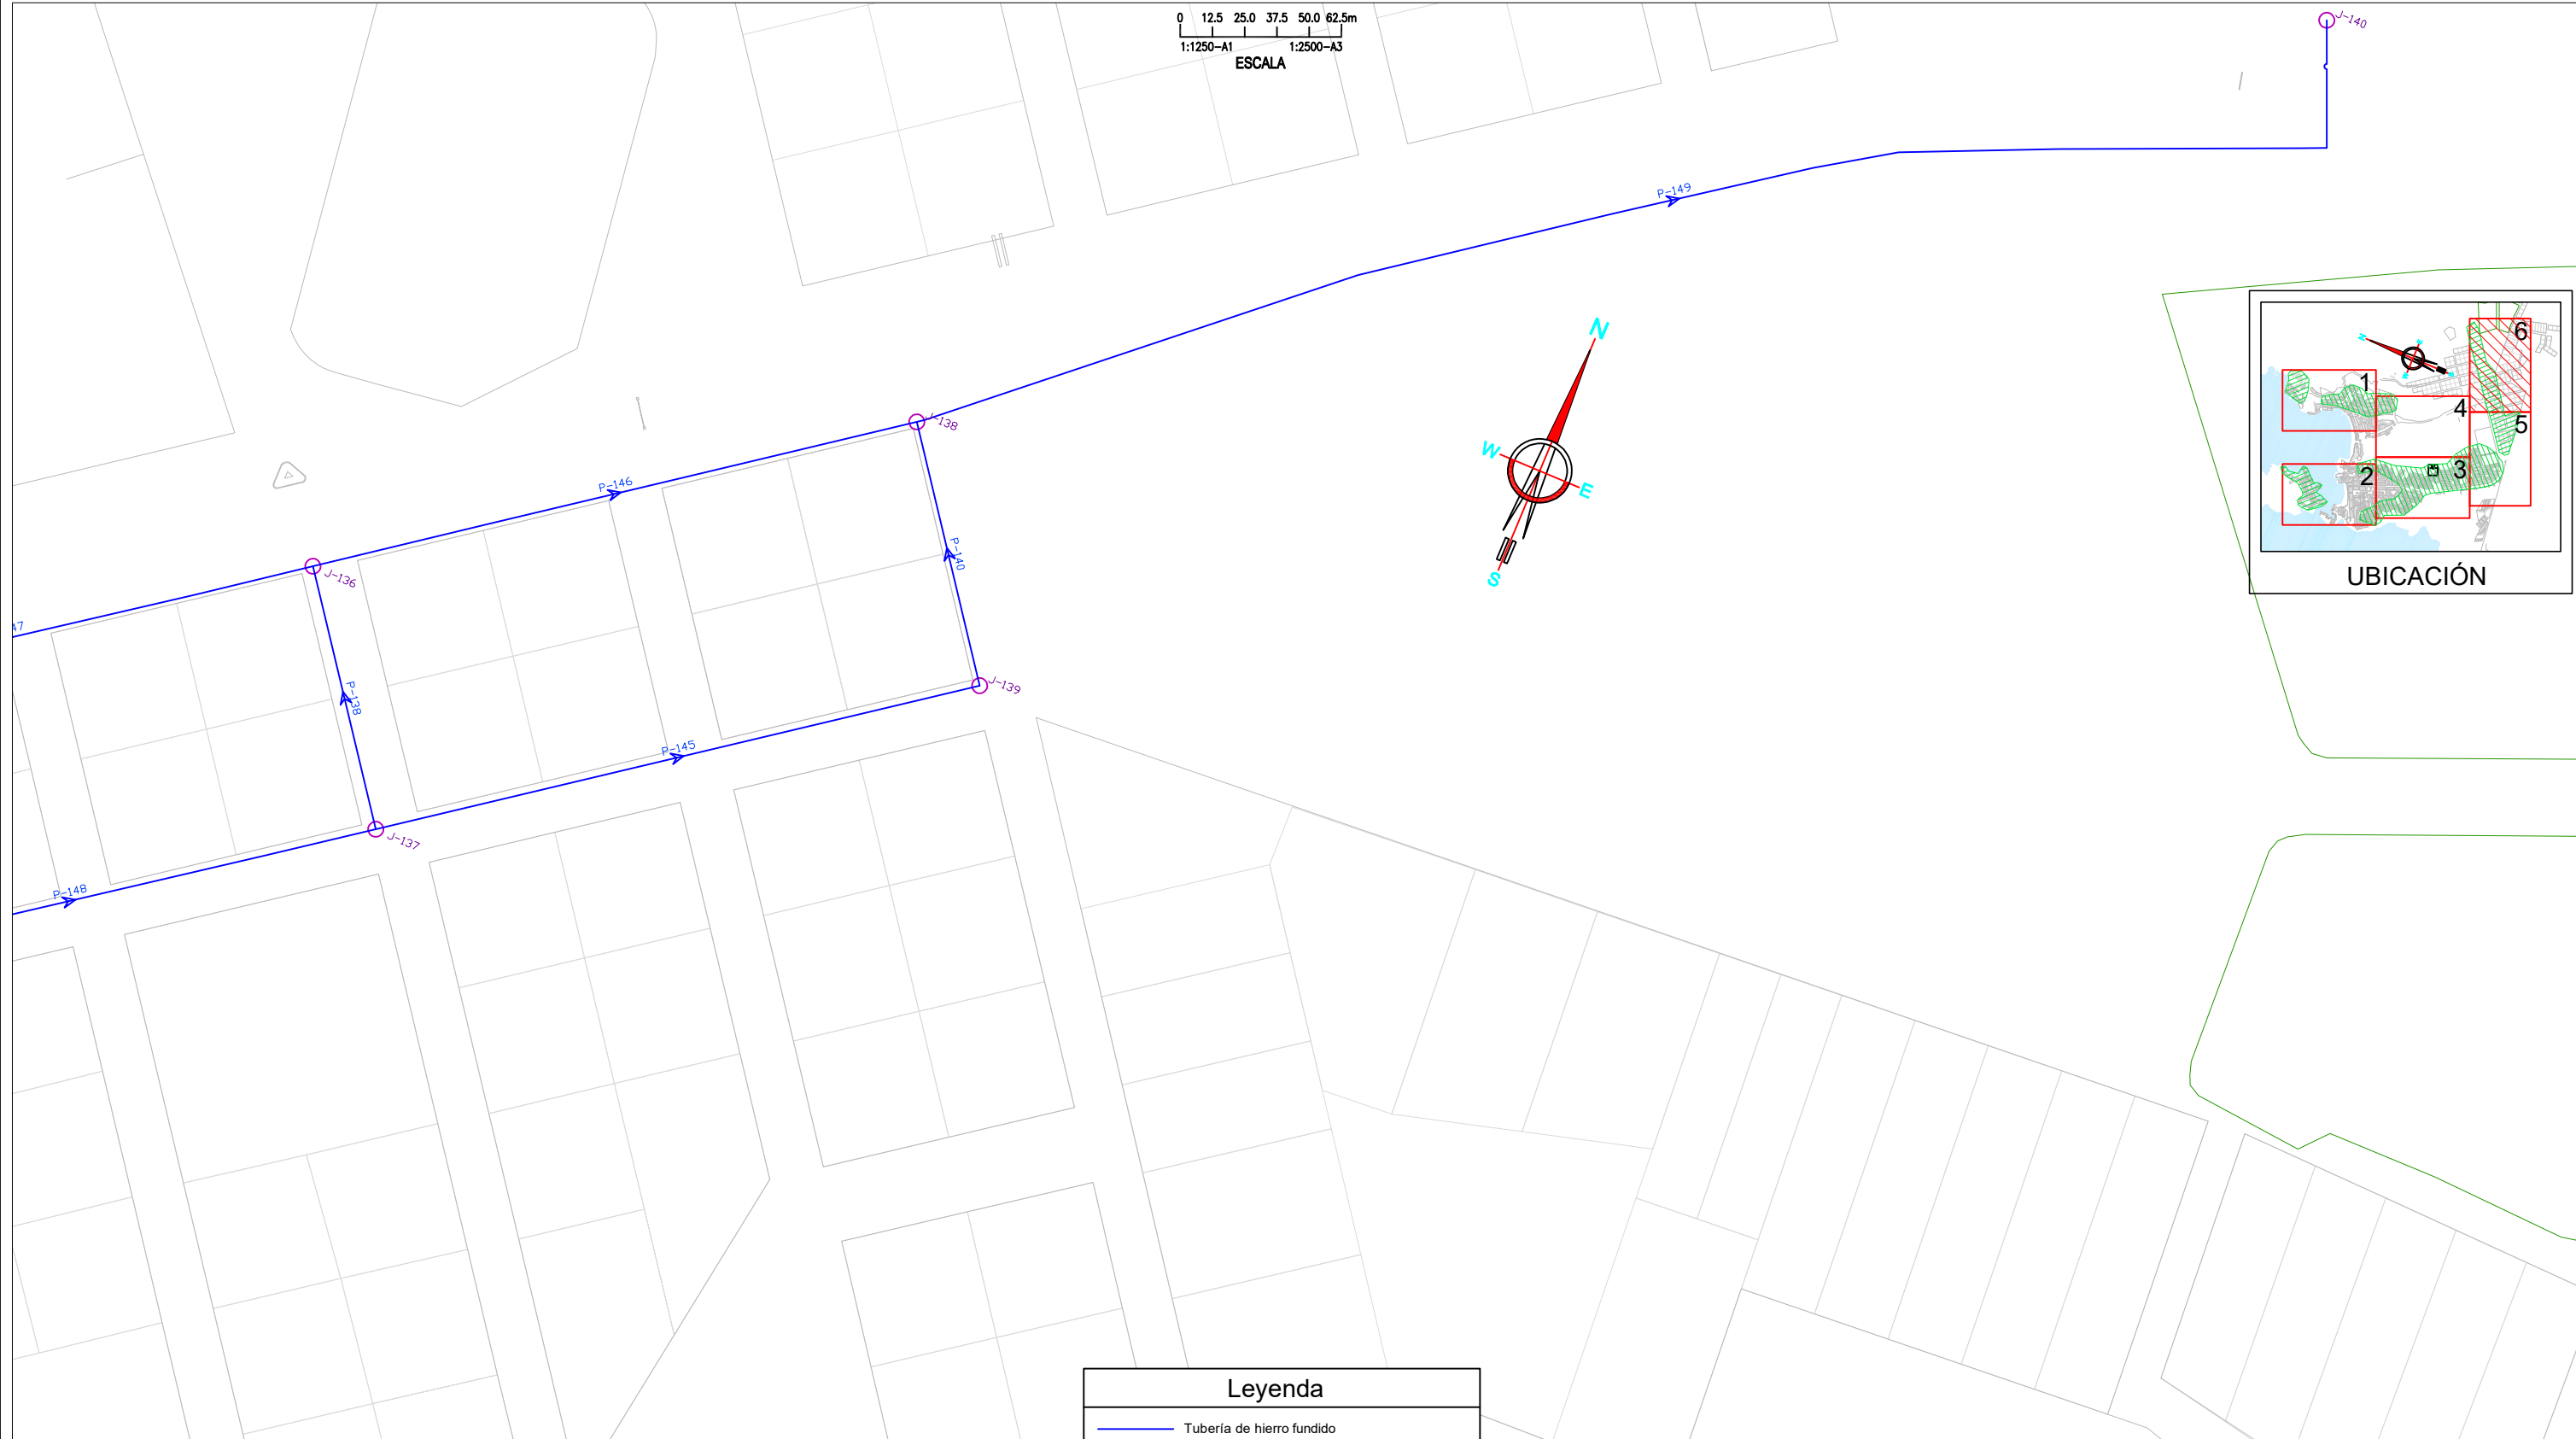 0 12.5 25.0 37.5 50.0 62.5m
1:1250-A1 1:2500-A3
ESCALA
J-140
P-149
N
W
E
S
J-138
P-146
P-140
J-136
47
P-138
J-139
P-145
J-137
P-148
6
1
4
5
3
2
UBICACIÓN
Leyenda
Tubería de hierro fundido